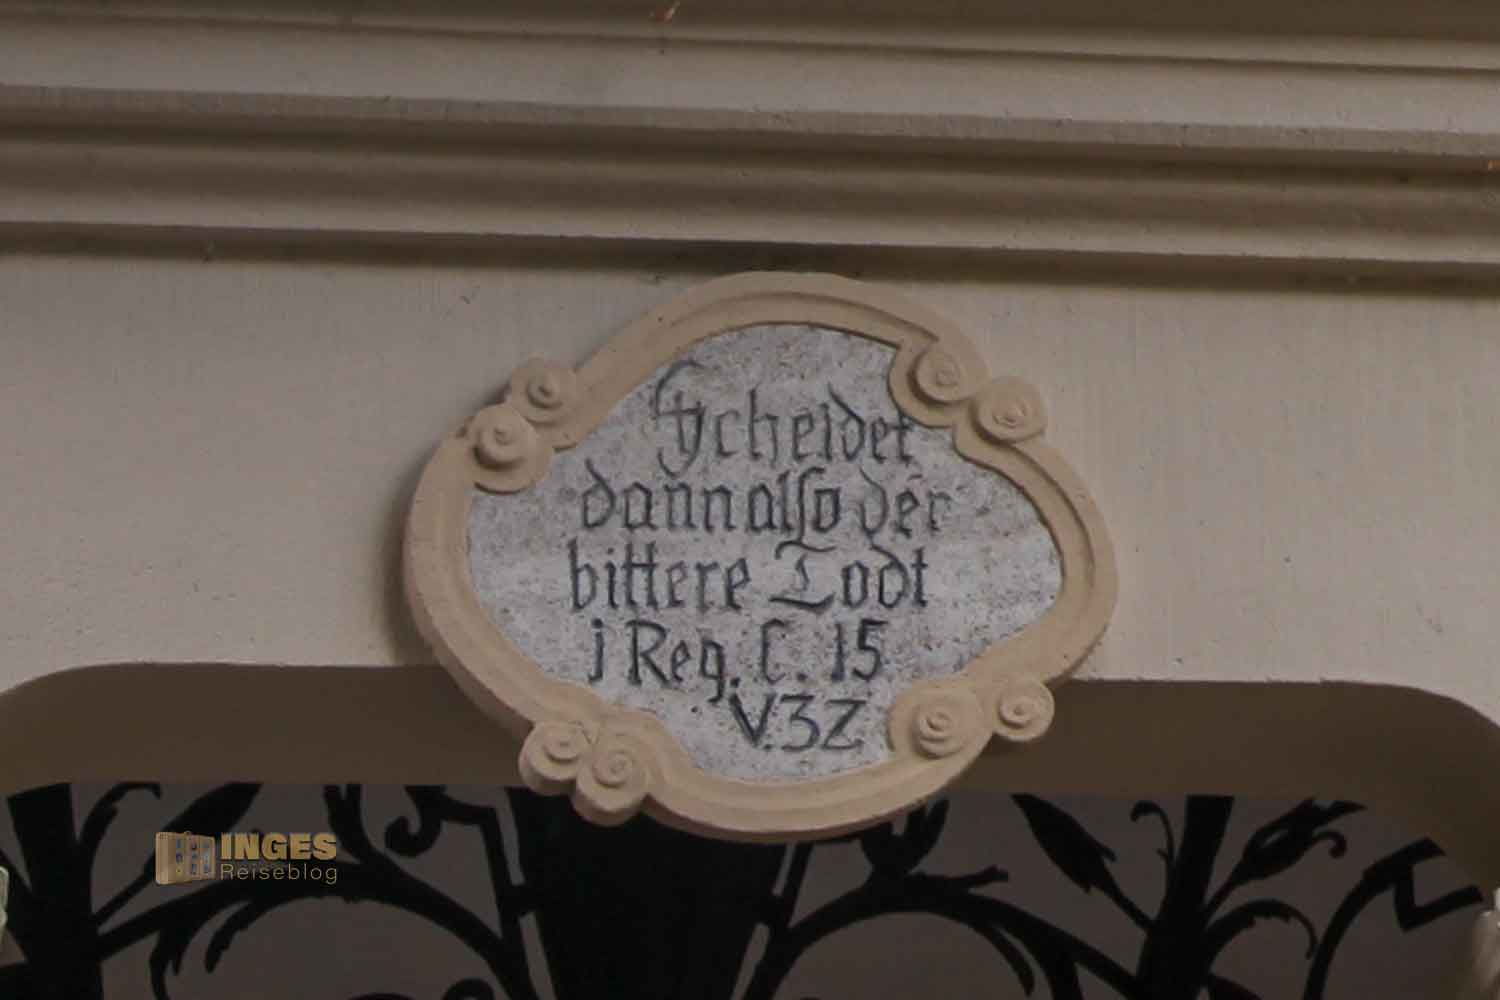 Scheidet
dann also der
bittere Todt
j Reg. C. 15
V. 32
INGES
Reiseblog